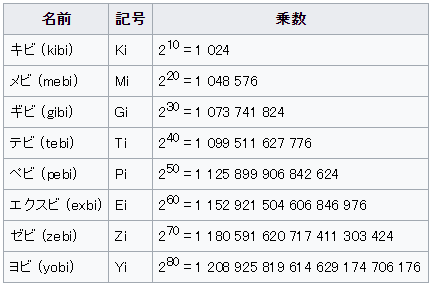 名前 記号 乗数
キビ (kibi) Ki 2^10 = 1 024
メビ (mebi) Mi 2^20 = 1 048 576
ギビ (gibi) Gi 2^30 = 1 073 741 824
テビ (tebi) Ti 2^40 = 1 099 511 627 776
ペビ (pebi) Pi 2^50 = 1 125 899 906 842 624
エクスビ (exbi) Ei 2^60 = 1 152 921 504 606 846 976
ゼビ (zebi) Zi 2^70 = 1 180 591 620 717 411 303 424
ヨビ (yobi) Yi 2^80 = 1 208 925 819 614 629 174 706 176